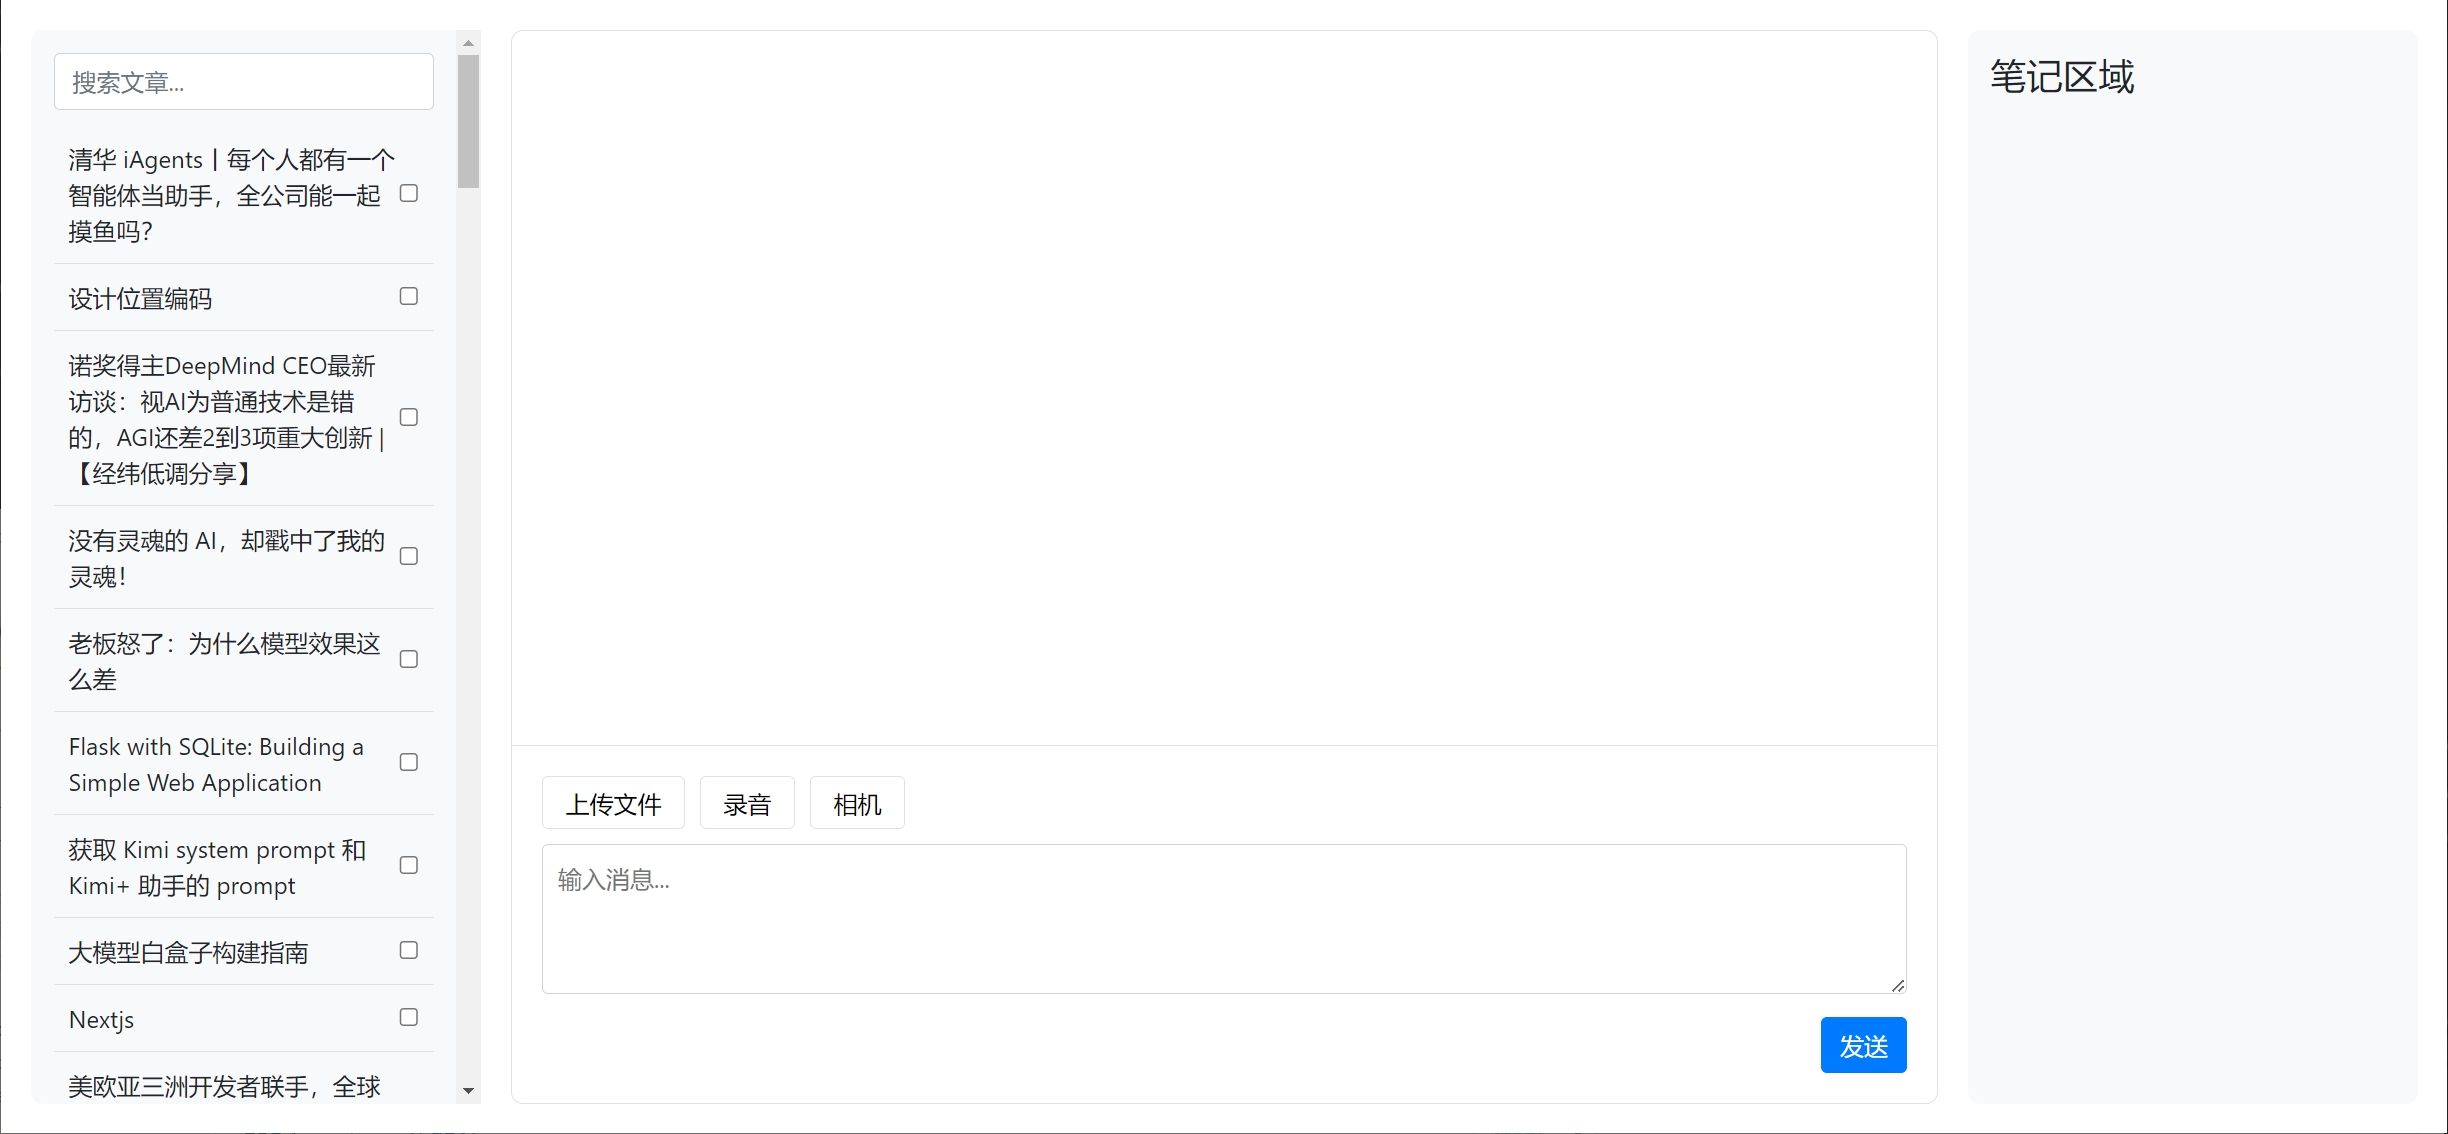 搜索文章...
清华 iAgents丨每个人都有一个
智能体当助手，全公司能一起
摸鱼吗？
设计位置编码
诺奖得主DeepMind CEO最新
访谈：视AI为普通技术是错
的，AGI还差2到3项重大创新 |
【经纬低调分享】
没有灵魂的 AI，却戳中了我的
灵魂！
老板怒了：为什么模型效果这
么差
Flask with SQLite: Building a
Simple Web Application
获取 Kimi system prompt 和
Kimi+ 助手的 prompt
大模型白盒子构建指南
Nextjs
美欧亚三洲开发者联手，全球
上传文件
录音
相机
输入消息...
发送
笔记区域